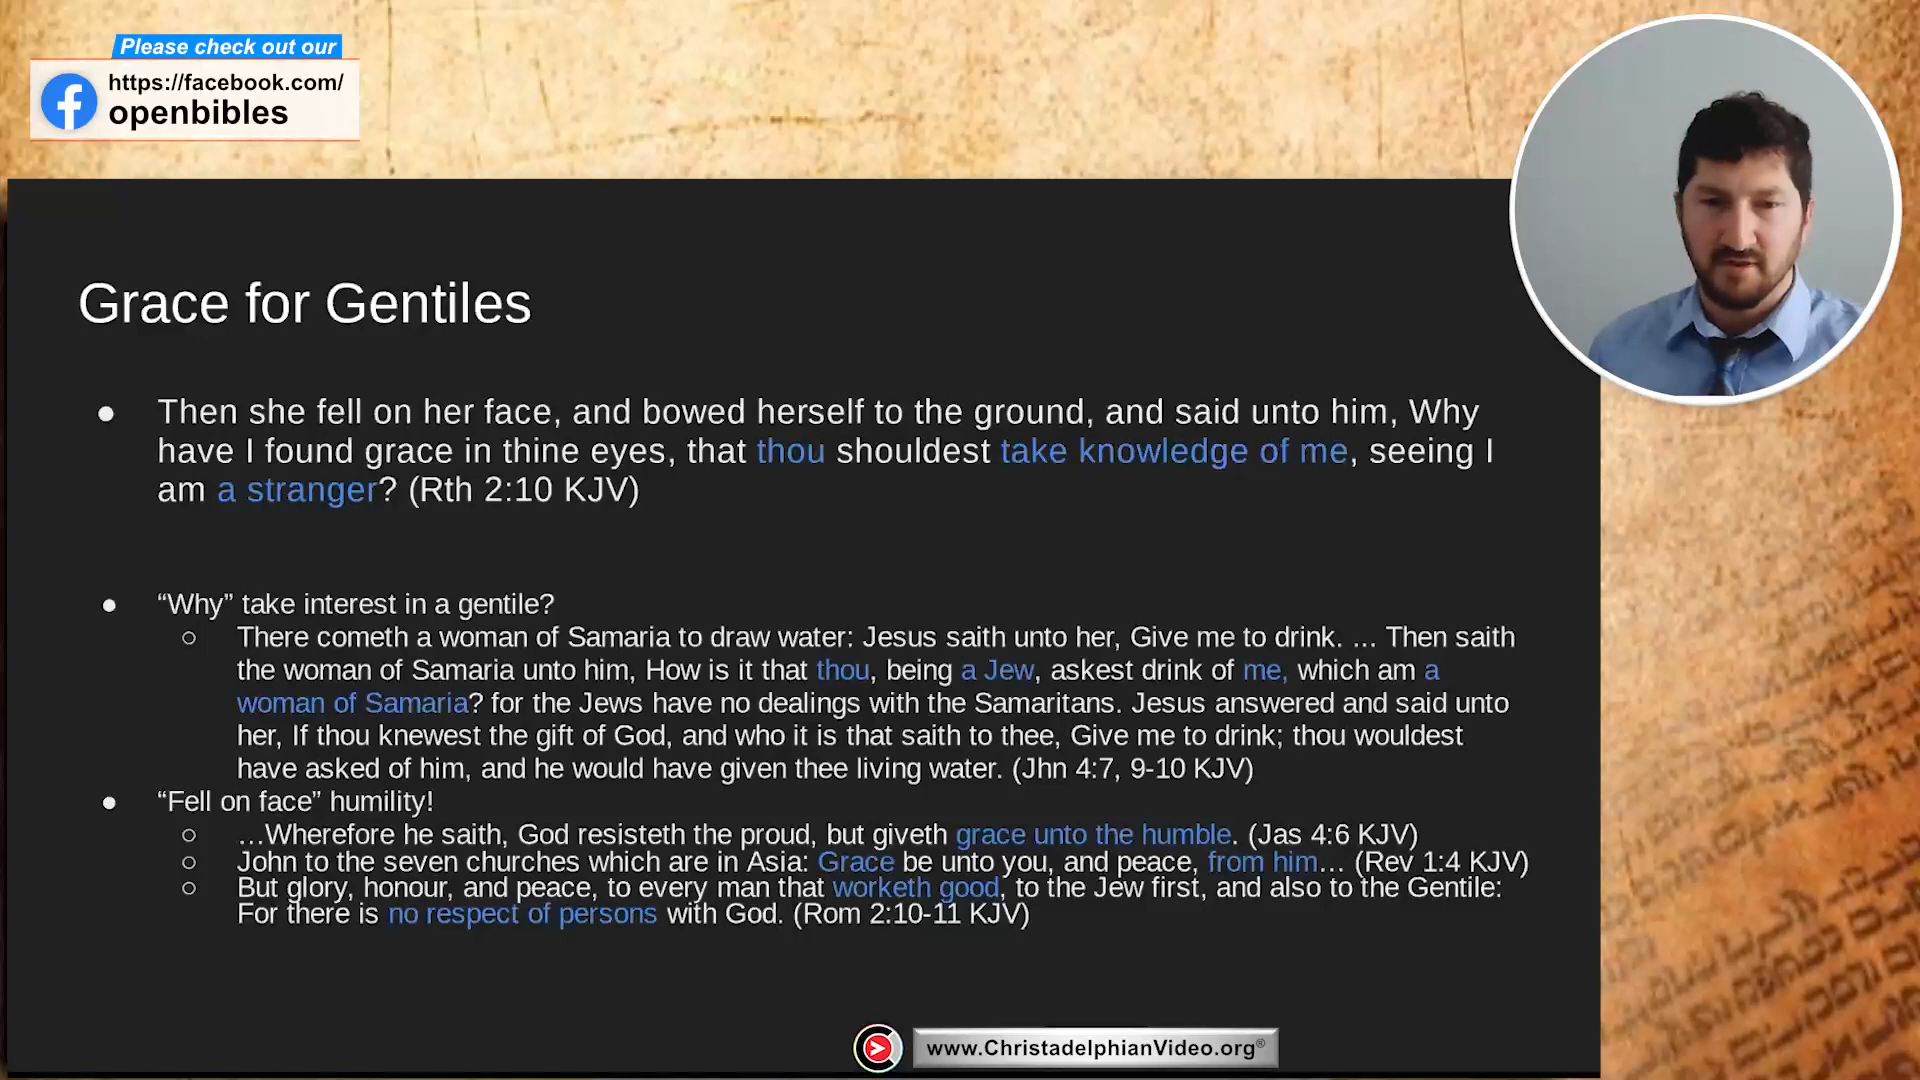 Please check out our
https://facebook.com/
openbibles
Grace for Gentiles
● Then she fell on her face, and bowed herself to the ground, and said unto him, Why
have I found grace in thine eyes, that thou shouldest take knowledge of me, seeing I
am a stranger? (Rth 2:10 KJV)
● “Why” take interest in a gentile?
○ There cometh a woman of Samaria to draw water: Jesus saith unto her, Give me to drink. ... Then saith
the woman of Samaria unto him, How is it that thou, being a Jew, askest drink of me, which am a
woman of Samaria? for the Jews have no dealings with the Samaritans. Jesus answered and said unto
her, If thou knewest the gift of God, and who it is that saith to thee, Give me to drink; thou wouldest
have asked of him, and he would have given thee living water. (Jhn 4:7, 9-10 KJV)
● “Fell on face” humility!
○ …Wherefore he saith, God resisteth the proud, but giveth grace unto the humble. (Jas 4:6 KJV)
○ John to the seven churches which are in Asia: Grace be unto you, and peace, from him… (Rev 1:4 KJV)
○ But glory, honour, and peace, to every man that worketh good, to the Jew first, and also to the Gentile:
For there is no respect of persons with God. (Rom 2:10-11 KJV)
www.ChristadelphianVideo.org®